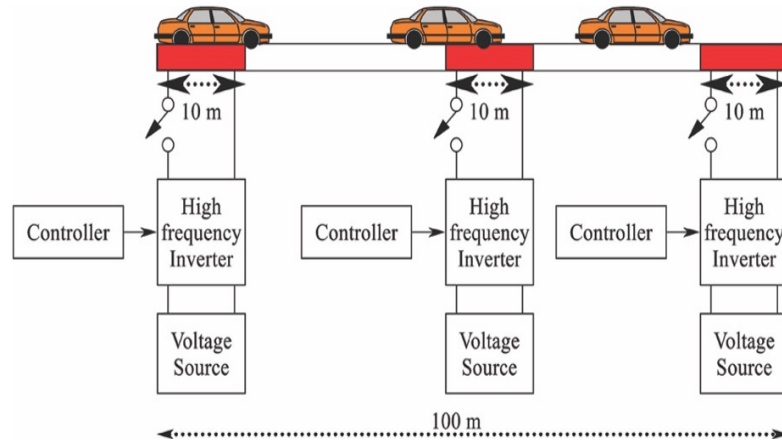 10 m
10 m
10 m
Controller
High
frequency
Inverter
Controller
High
frequency
Inverter
Controller
High
frequency
Inverter
Voltage
Source
Voltage
Source
Voltage
Source
100 m